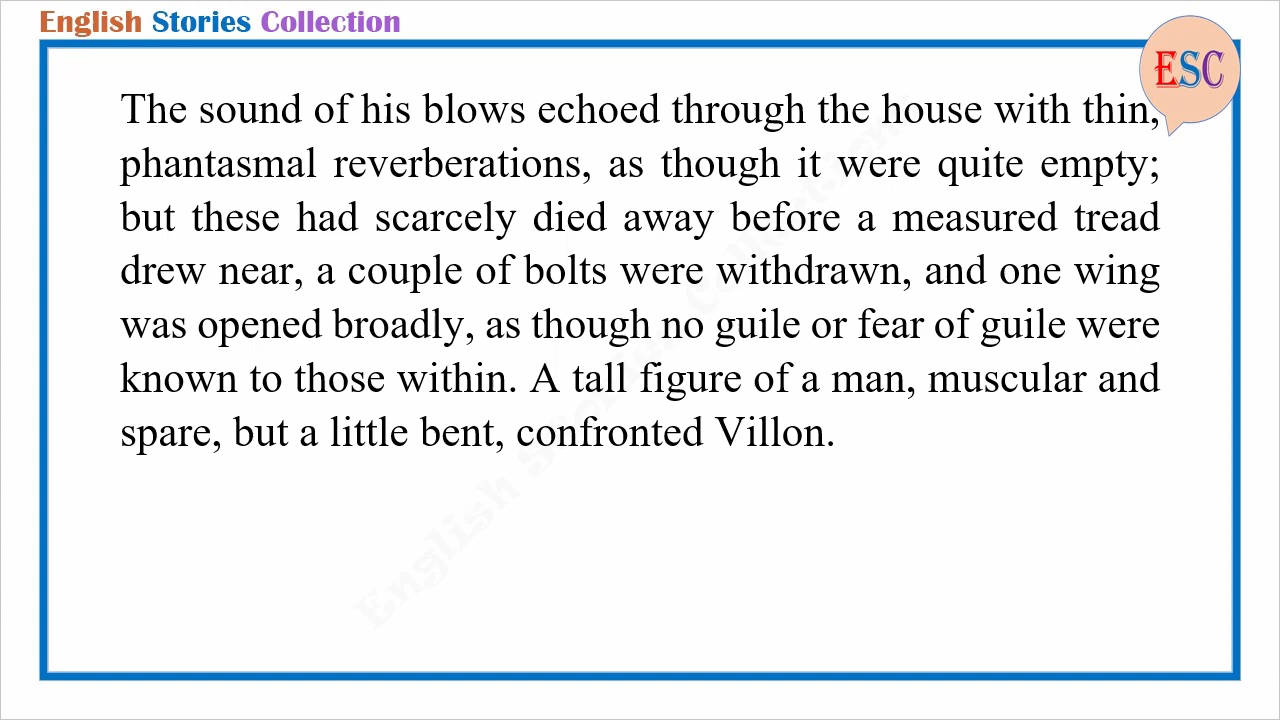 English Stories Collection
ESC
The sound of his blows echoed through the house with thin,
phantasmal reverberations, as though it were quite empty;
but these had scarcely died away before a measured tread
drew near, a couple of bolts were withdrawn, and one wing
was opened broadly, as though no guile or fear of guile were
known to those within. A tall figure of a man, muscular and
spare, but a little bent, confronted Villon.
English Stories Collection